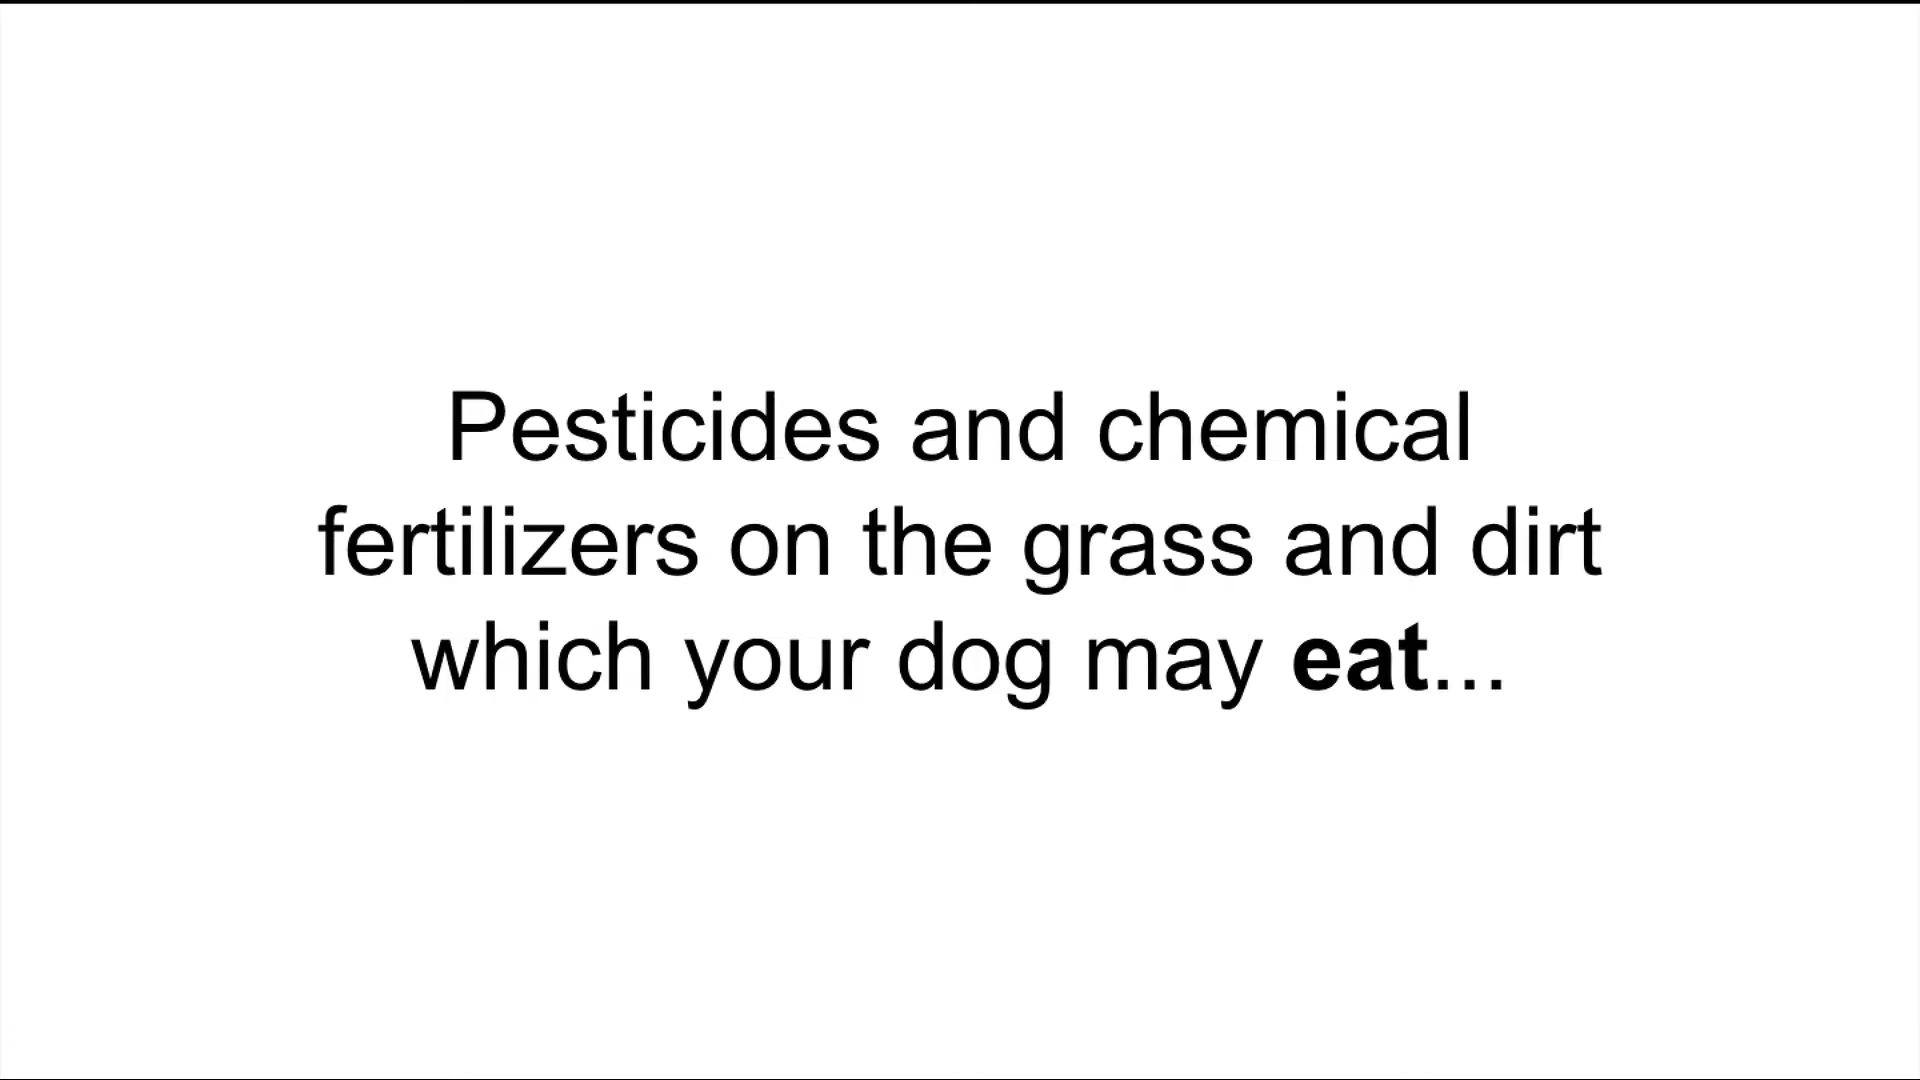 Pesticides and chemical
fertilizers on the grass and dirt
which your dog may eat...